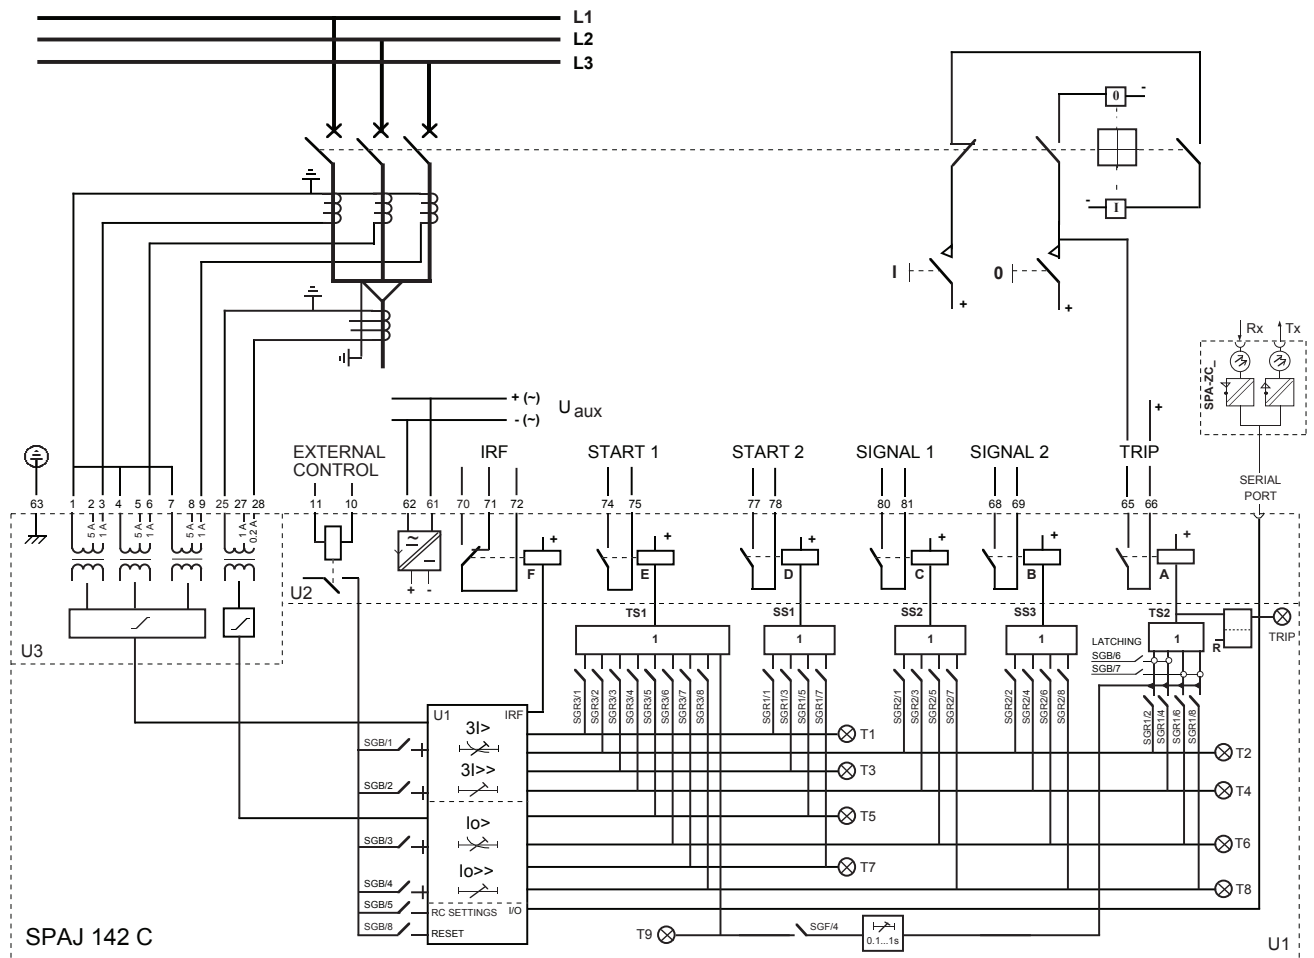 L1
L2
L3
0 -
- I
I
0
+
+
Rx Tx
SPA-ZC_
+ (~)
- (~)
U aux
+
EXTERNAL CONTROL
IRF
START 1
START 2
SIGNAL 1
SIGNAL 2
TRIP
SERIAL PORT
63 1 2 3 4 5 6 7 8 9 25 27 28 11 10 62 61 70 71 72 74 75 77 78 80 81 68 69 65 66
5 A 1 A 5 A 1 A 5 A 1 A 1 A 0,2 A
+ + + + + +
~ -
F E D C B A
+ -
U2
U3
TS1 SS1 SS2 SS3 TS2
1 1 1 1 1
R
TRIP
LATCHING
SGB/6
SGB/7
SGR3/1 SGR3/2 SGR3/3 SGR3/4 SGR3/5 SGR3/6 SGR3/7 SGR3/8
SGR1/1 SGR1/3 SGR1/5 SGR1/7
SGR2/1 SGR2/3 SGR2/5 SGR2/7
SGR2/2 SGR2/4 SGR2/6 SGR2/8
SGR1/2 SGR1/4 SGR1/6 SGR1/8
U1 IRF
3I>
3I>>
Io>
Io>>
RC SETTINGS I/O
RESET
SGB/1
SGB/2
SGB/3
SGB/4
SGB/5
SGB/8
T1
T2
T3
T4
T5
T6
T7
T8
T9
SGF/4
0.1...1s
SPAJ 142 C
U1